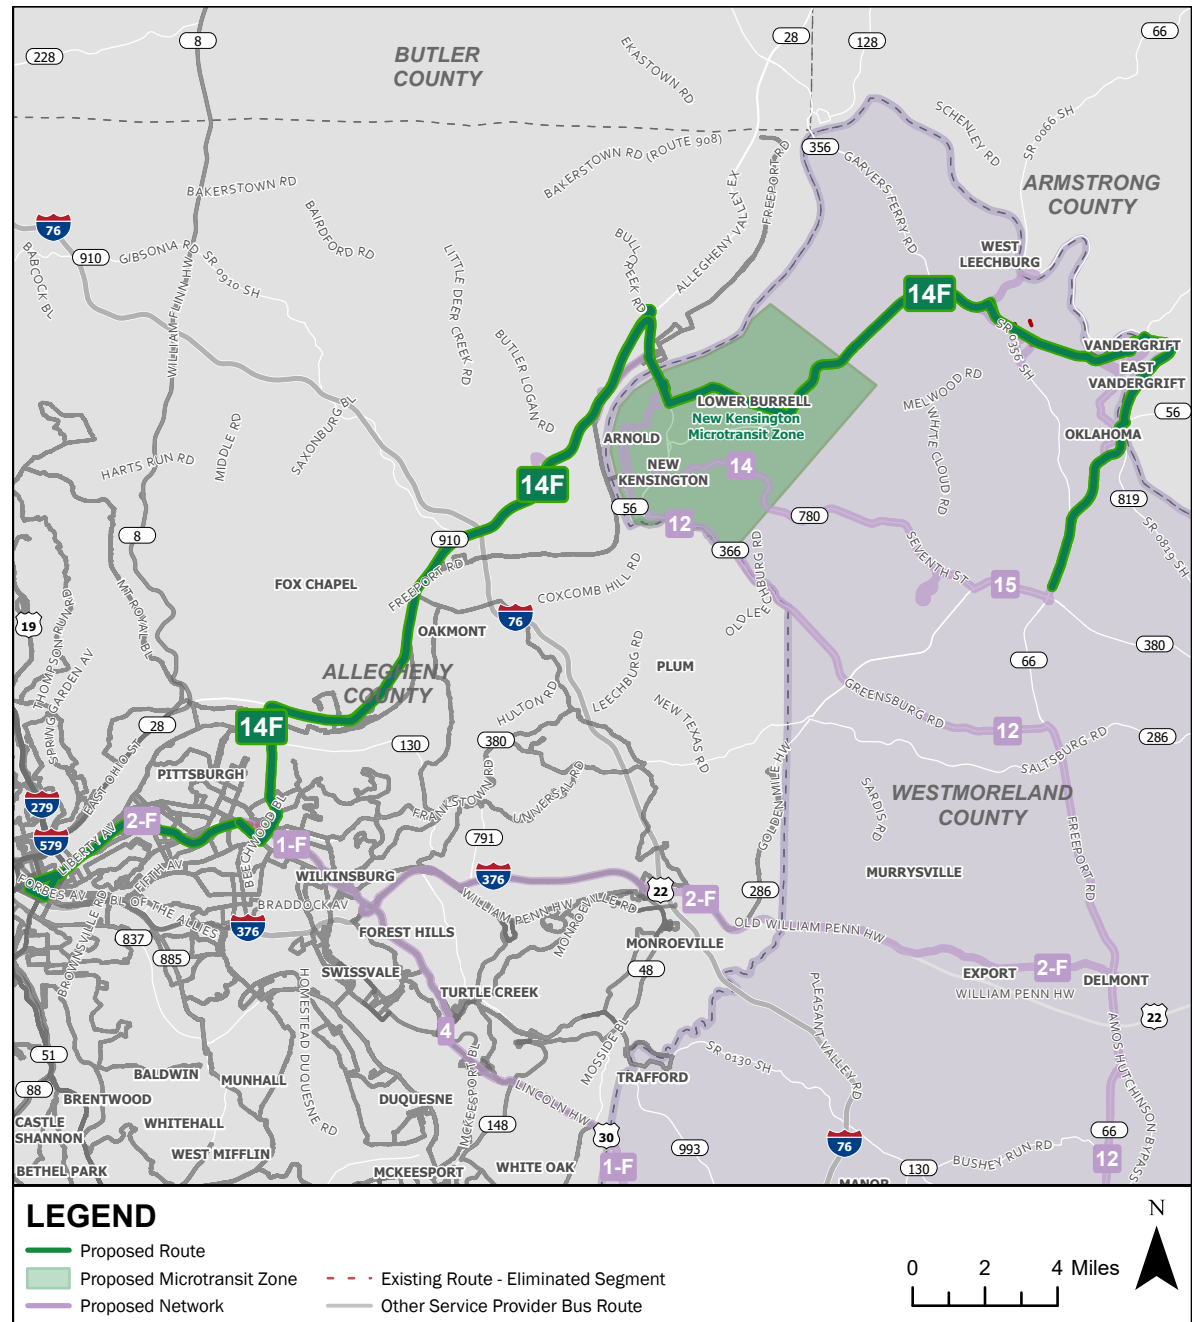 228
8
BUTLER
COUNTY
EKASTOWN RD
28
128
66
SCHENLEY RD
SR 0066 SH
356
BAKERSTOWN RD (ROUTE 908)
FREEPORT RD
GARVERS FERRY RD
ARMSTRONG
COUNTY
BAKERSTOWN RD
BAIRDFORD RD
ALLEGHENY VALLEY EX
76
910
GIBSONIA RD
SR 0910 SH
BABCOCK BL
WILLIAM FLINN HW
LITTLE DEER CREEK RD
BULL CREEK RD
WEST
LEECHBURG
14F
SR 0356 SH
BUTLER LOGAN RD
VANDERGRIFT
EAST
VANDERGRIFT
MELWOOD RD
WHITE CLOUD RD
56
LOWER BURRELL
New Kensington
Microtransit Zone
SAXONBURG BL
MIDDLE RD
HARTS RUN RD
ARNOLD
OKLAHOMA
NEW
KENSINGTON
14
14F
56
12
780
819
SR 0819 SH
8
910
366
SEVENTH ST
FOX CHAPEL
FREEPORT RD
COXCOMB HILL RD
OLD LEECHBURG RD
15
MT ROYAL BL
19
THOMPSON RUN RD
OAKMONT
76
380
66
SPRING GARDEN AV
ALLEGHENY
COUNTY
PLUM
LEECHBURG RD
HULTON RD
NEW TEXAS RD
GREENSBURG RD
28
14F
130
380
12
286
SALTSBURG RD
EAST OHIO ST
PITTSBURGH
GOLDEN MILE HW
FRANKSTOWN RD
UNIVERSAL RD
WESTMORELAND
COUNTY
SARDIS RD
279
579
2-F
LIBERTY AV
BEECHWOOD BL
1-F
791
FREEPORT RD
FIFTH AV
FORBES AV
BL OF THE ALLIES
WILKINSBURG
376
MURRYSVILLE
BRADDOCK AV
WILLIAM PENN HW
MONROEVILLE RD
22
2-F
286
BROWNSVILLE RD
837
885
376
FOREST HILLS
MONROEVILLE
OLD WILLIAM PENN HW
SWISSVALE
48
EXPORT
2-F
DELMONT
WILLIAM PENN HW
HOMESTEAD DUQUESNE RD
TURTLE CREEK
4
PLEASANT VALLEY RD
22
51
MOSSIDE BL
SR 0130 SH
AMOS HUTCHINSON BYPASS
88
BALDWIN
MUNHALL
TRAFFORD
BRENTWOOD
DUQUESNE
MCKEESPORT BL
LINCOLN HW
CASTLE
SHANNON
WHITEHALL
148
30
76
66
WEST MIFFLIN
993
130
BUSHEY RUN RD
BETHEL PARK
MCKEESPORT
WHITE OAK
1-F
12
MANOR
LEGEND
Proposed Route
Proposed Microtransit Zone
Proposed Network
Existing Route - Eliminated Segment
Other Service Provider Bus Route
0 2 4 Miles
N